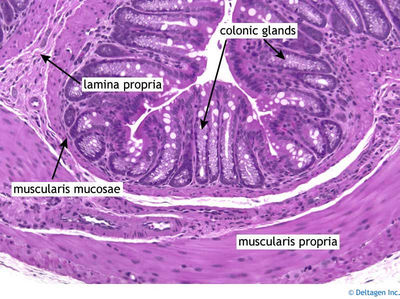 colonic glands
lamina propria
muscularis mucosae
muscularis propria
© Deltagen Inc.